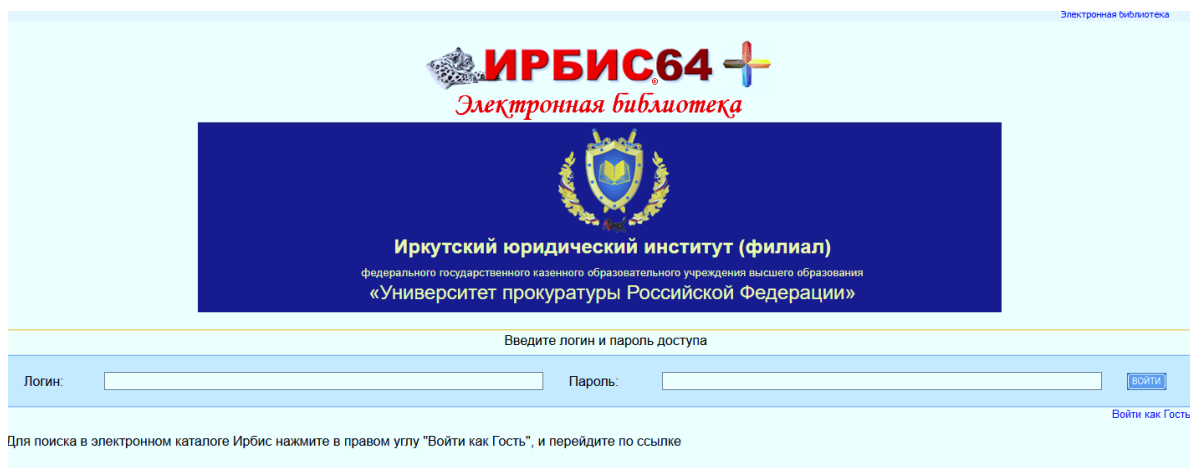 Электронная библиотека
ИРБИС64
Электронная библиотека
Иркутский юридический институт (филиал)
федерального государственного казенного образовательного учреждения высшего образования
«Университет прокуратуры Российской Федерации»
Введите логин и пароль доступа
Логин: Пароль: ВОЙТИ
Войти как Гость
Для поиска в электронном каталоге Ирбис нажмите в правом углу "Войти как Гость", и перейдите по ссылке